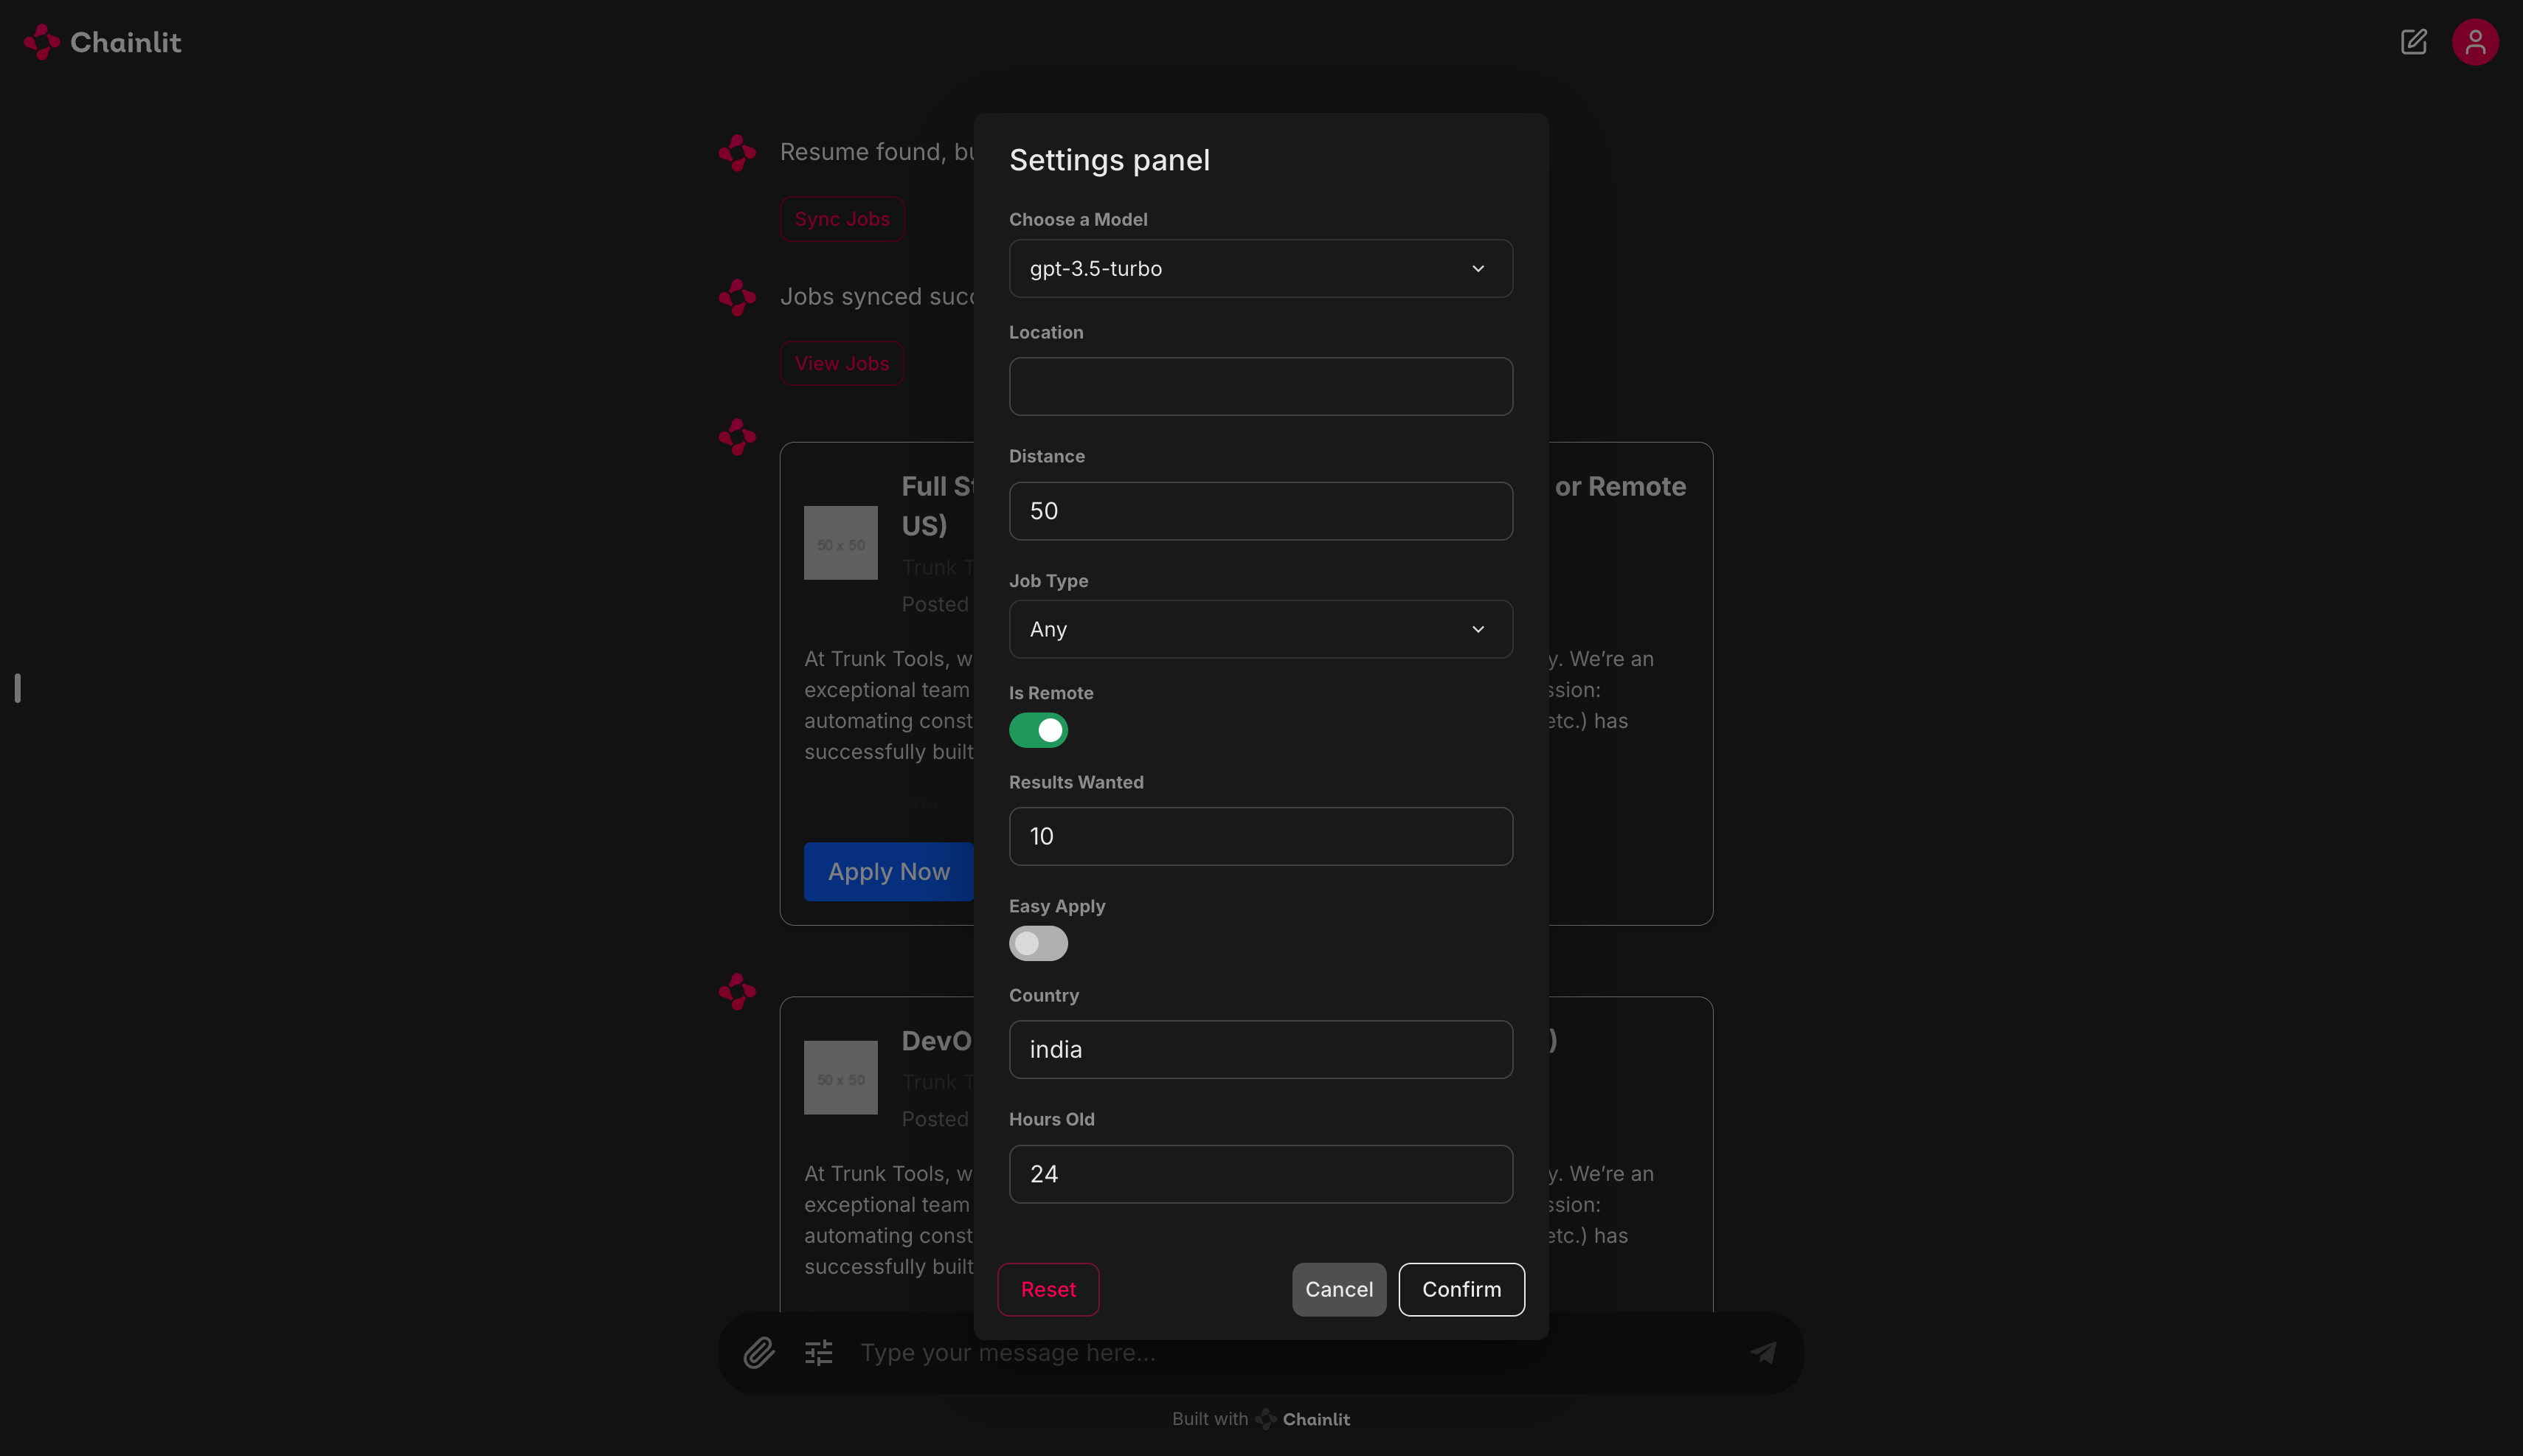 Chainlit
Resume found, bu
Sync Jobs
Jobs synced succ
View Jobs
Full St
or Remote
US)
50 x 50
Trunk T
Posted
At Trunk Tools, w
y. We’re an
exceptional team
ssion:
automating const
etc.) has
successfully built
Apply Now
DevO
)
50 x 50
Trunk T
Posted
At Trunk Tools, w
y. We’re an
exceptional team
ssion:
automating const
etc.) has
successfully built
Settings panel
Choose a Model
gpt-3.5-turbo
Location
Distance
50
Job Type
Any
Is Remote
Results Wanted
10
Easy Apply
Country
india
Hours Old
24
Reset
Cancel
Confirm
Type your message here...
Built with Chainlit